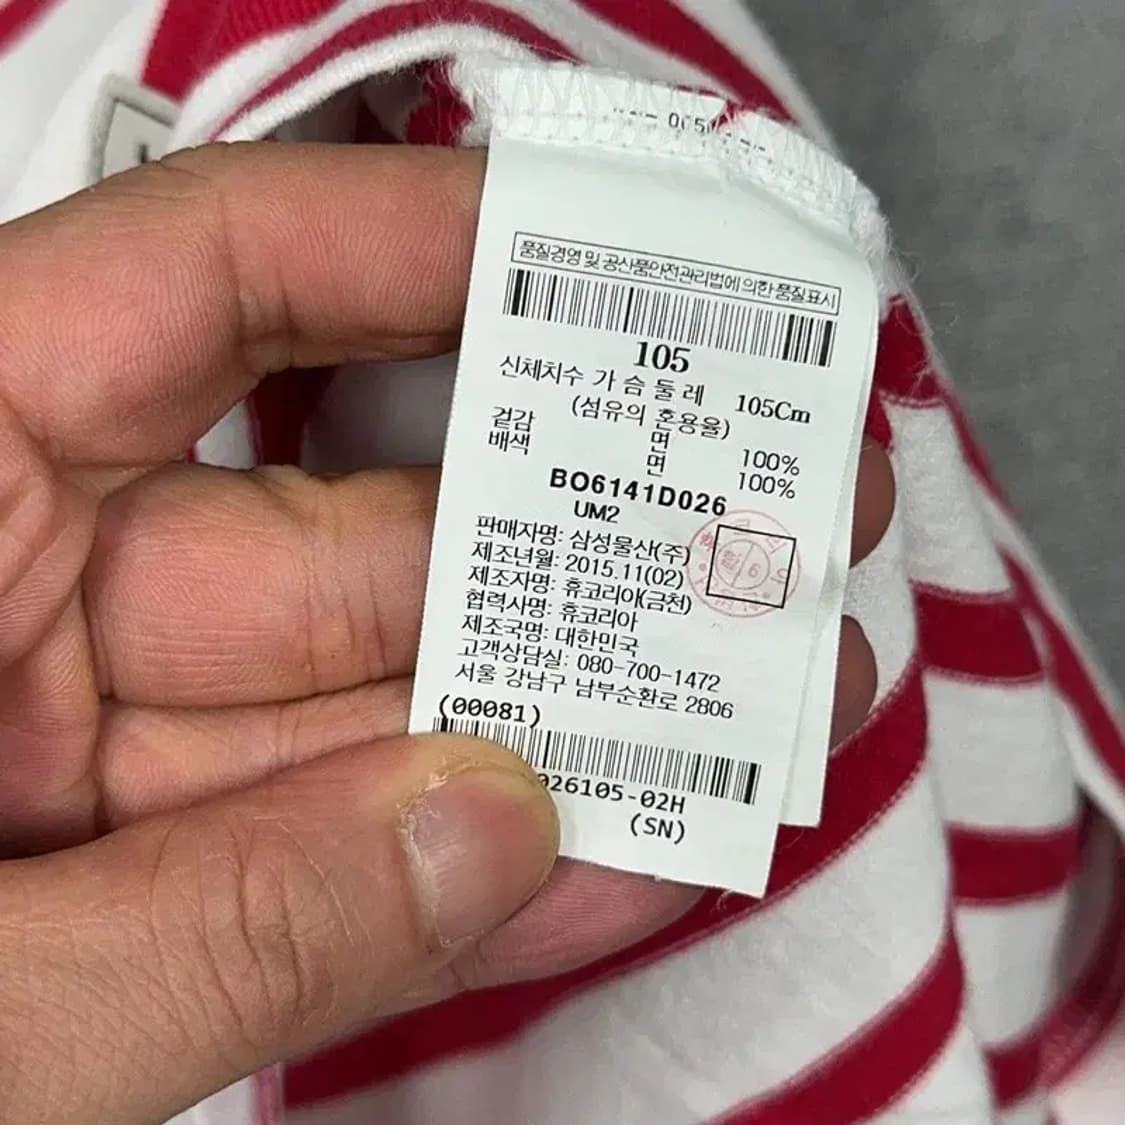 품질경영 및 공산품안전관리법에 의한 품질표시
105
신체치수 가 슴 둘 레 105Cm
(섬유의 혼용율)
겉감 면 100%
배색 면 100%
BO6141D026
UM2
판매자명: 삼성물산(주)
제조년월: 2015.11(02)
제조자명: 휴코리아(금천)
협력사명: 휴코리아
제조국명: 대한민국
고객상담실: 080-700-1472
서울 강남구 남부순환로 2806
(00081)
026105-02H
(SN)